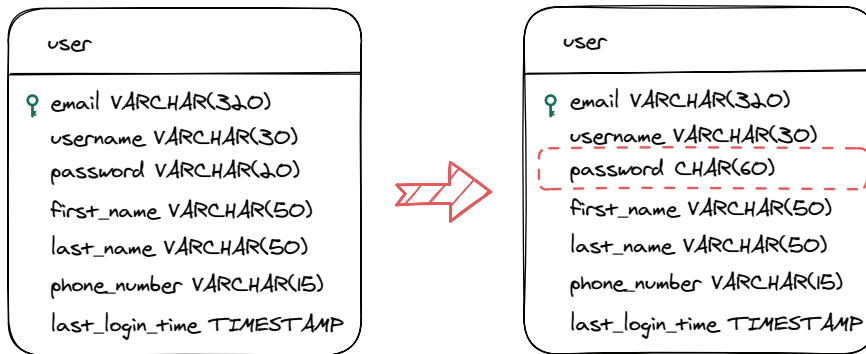 user
email VARCHAR(320)
username VARCHAR(30)
password VARCHAR(20)
first_name VARCHAR(50)
last_name VARCHAR(50)
phone_number VARCHAR(15)
last_login_time TIMESTAMP
user
email VARCHAR(320)
username VARCHAR(30)
password CHAR(60)
first_name VARCHAR(50)
last_name VARCHAR(50)
phone_number VARCHAR(15)
last_login_time TIMESTAMP